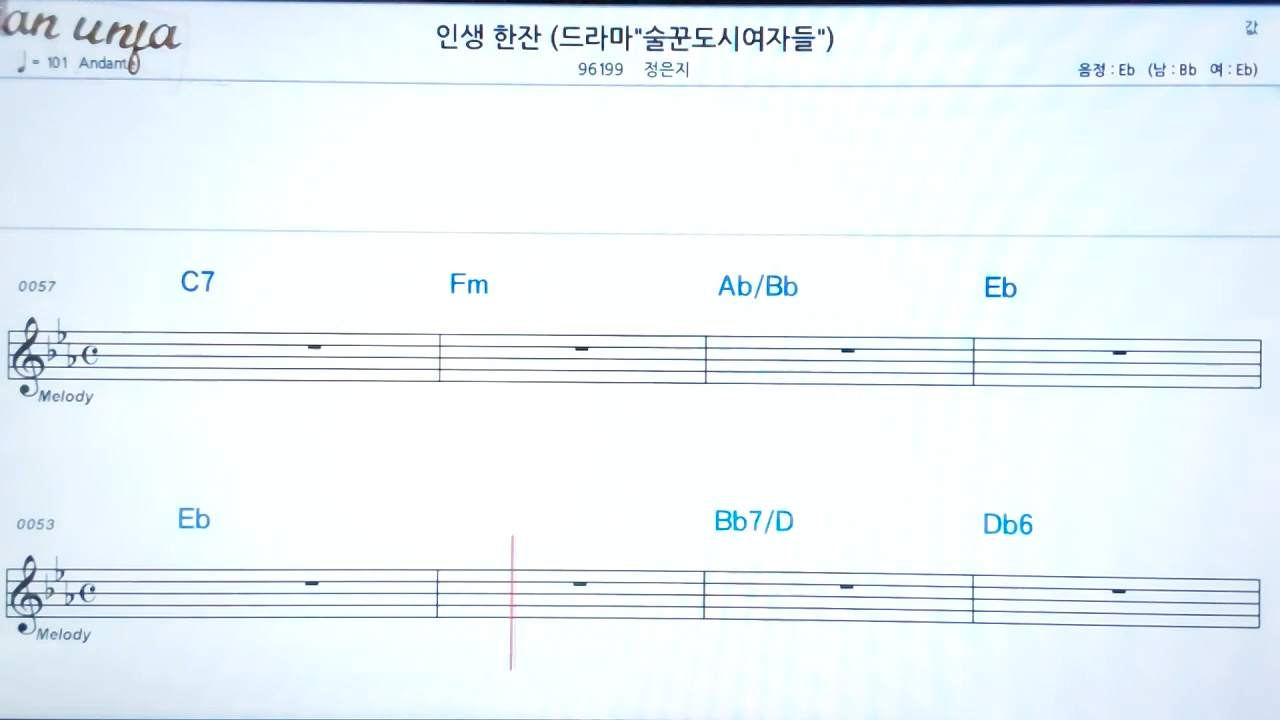 an unia
♩= 101 Andante
인생 한잔 (드라마"술꾼도시여자들")
96199 정은지
값
음정 : Eb (남 : Bb 여 : Eb)
0057 C7 Fm Ab/Bb Eb
Melody
0053 Eb Bb7/D Db6
Melody